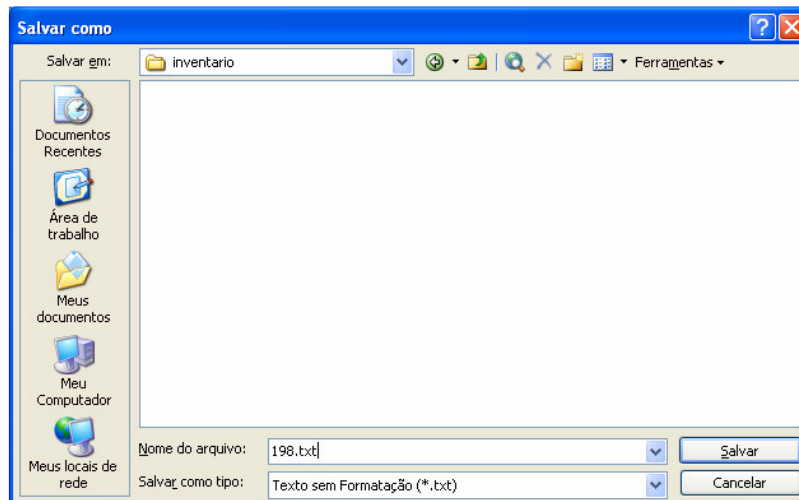 Salvar como
Salvar em:
inventario
Ferramentas
Documentos
Recentes
Área de
trabalho
Meus
documentos
Meu
Computador
Meus locais de
rede
Nome do arquivo:
198.txt
Salvar
Salvar como tipo:
Texto sem Formatação (*.txt)
Cancelar